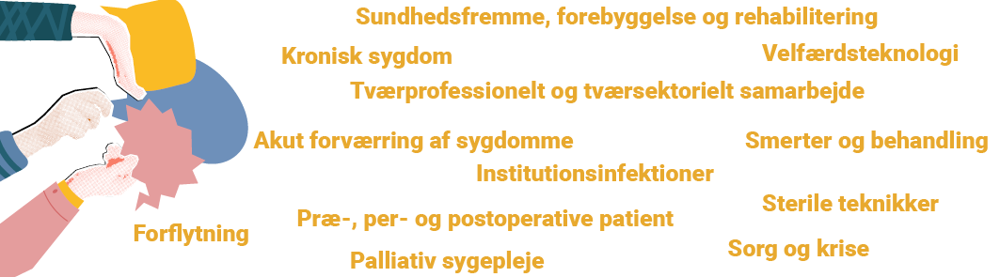 Sundhedsfremme, forebyggelse og rehabilitering
Kronisk sygdom
Velfærdsteknologi
Tværprofessionelt og tværsektorielt samarbejde
Akut forværring af sygdomme
Smerter og behandling
Institutionsinfektioner
Sterile teknikker
Præ-, per- og postoperative patient
Forflytning
Sorg og krise
Palliativ sygepleje